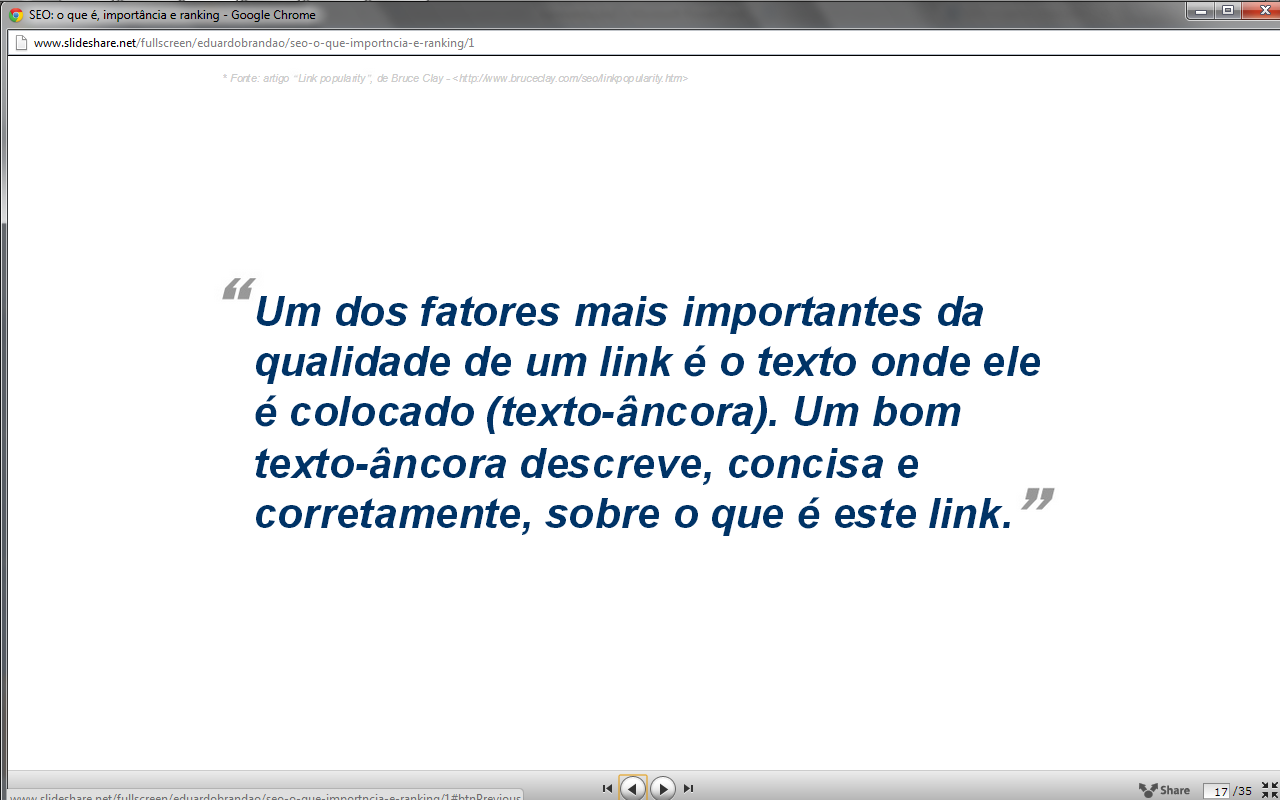 SEO: o que é, importância e ranking - Google Chrome
www.slideshare.net/fullscreen/eduardobrandao/seo-o-que-importncia-e-ranking/1
* Fonte: artigo “Link popularity”, de Bruce Clay - <http://www.bruceclay.com/seo/linkpopularity.htm>
“Um dos fatores mais importantes da
qualidade de um link é o texto onde ele
é colocado (texto-âncora). Um bom
texto-âncora descreve, concisa e
corretamente, sobre o que é este link.”
Share 17 /35
www.slideshare.net/fullscreen/eduardobrandao/seo-o-que-importncia-e-ranking/1#btnPrevious